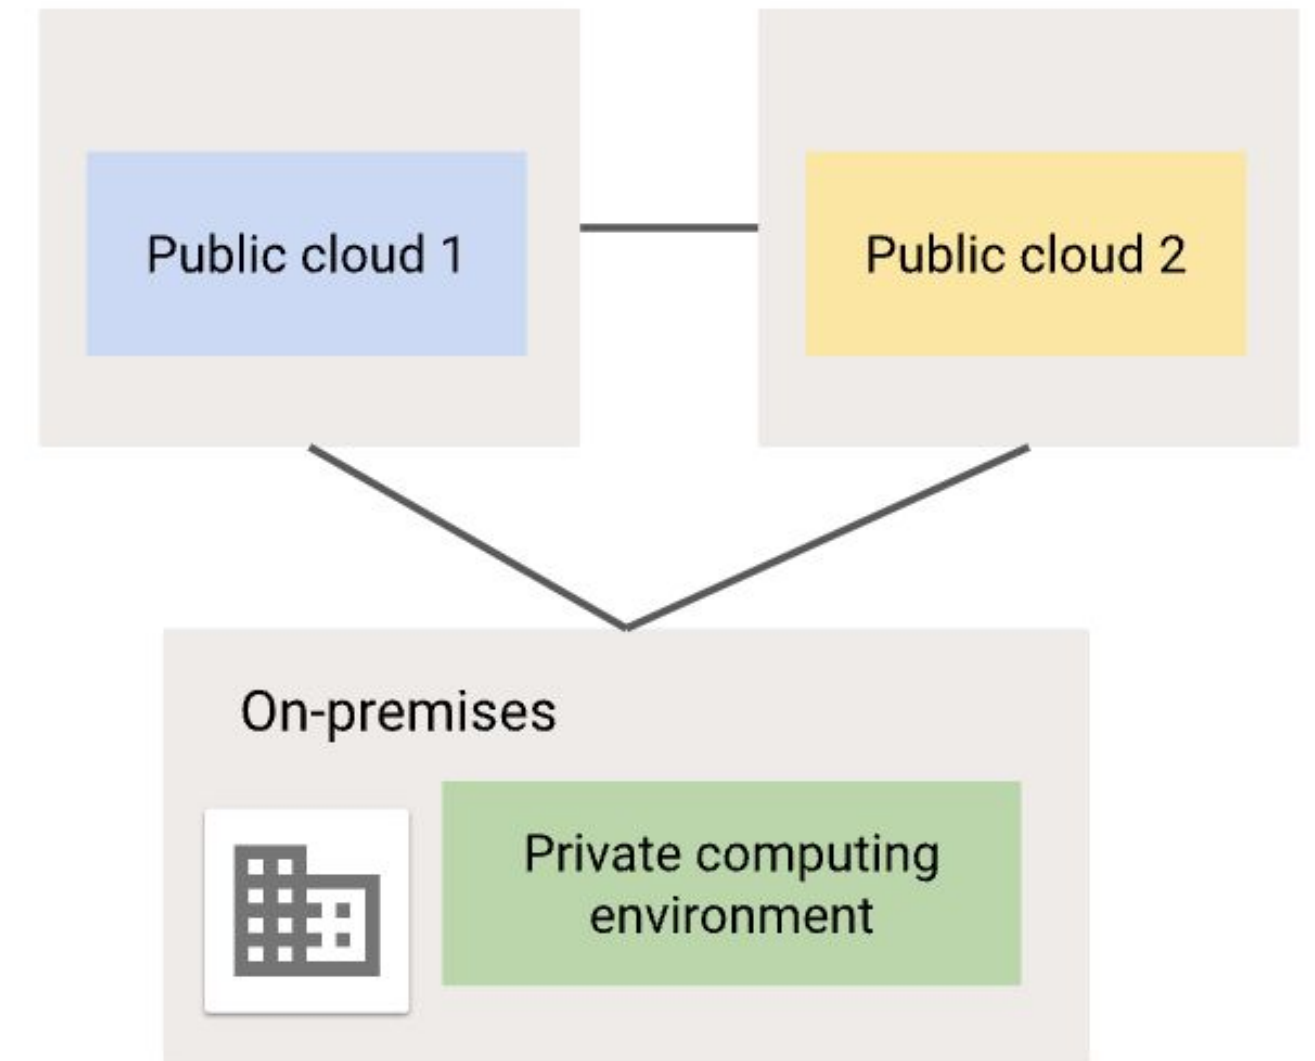 Public cloud 1
Public cloud 2
On-premises
Private computing
environment